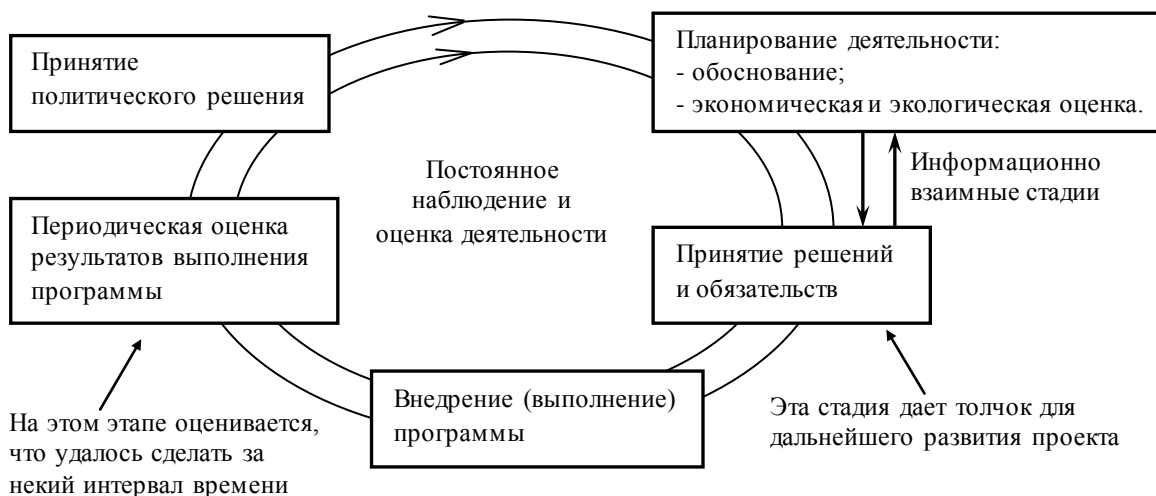 Принятие
политического решения
Планирование деятельности:
- обоснование;
- экономическая и экологическая оценка.
Информационно
взаимные стадии
Постоянное
наблюдение и
оценка деятельности
Периодическая оценка
результатов выполнения
программы
Принятие решений
и обязательств
Внедрение (выполнение)
программы
На этом этапе оценивается,
что удалось сделать за
некий интервал времени
Эта стадия дает толчок для
дальнейшего развития проекта